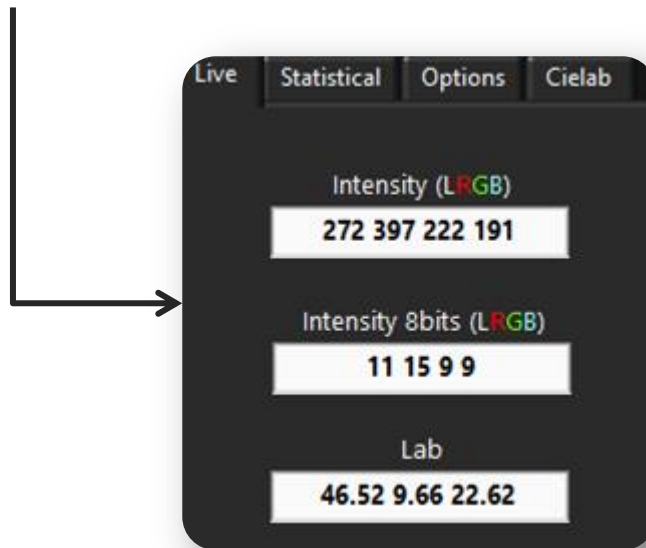 Live Statistical Options Cielab
Intensity (LRGB)
272 397 222 191
Intensity 8bits (LRGB)
11 15 9 9
Lab
46.52 9.66 22.62